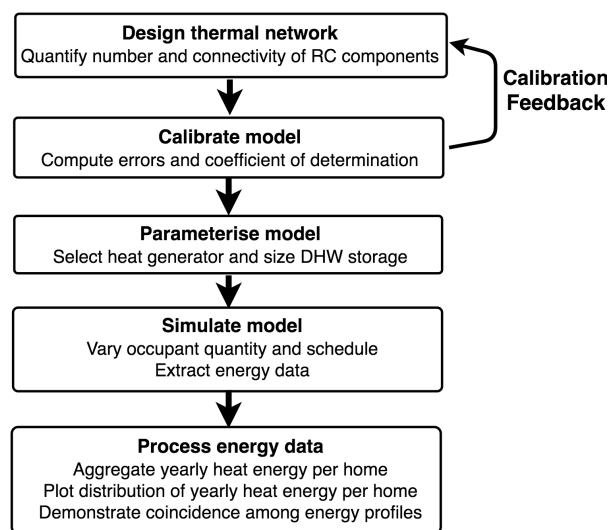 Design thermal network
Quantify number and connectivity of RC components
Calibration
Feedback
Calibrate model
Compute errors and coefficient of determination
Parameterise model
Select heat generator and size DHW storage
Simulate model
Vary occupant quantity and schedule
Extract energy data
Process energy data
Aggregate yearly heat energy per home
Plot distribution of yearly heat energy per home
Demonstrate coincidence among energy profiles